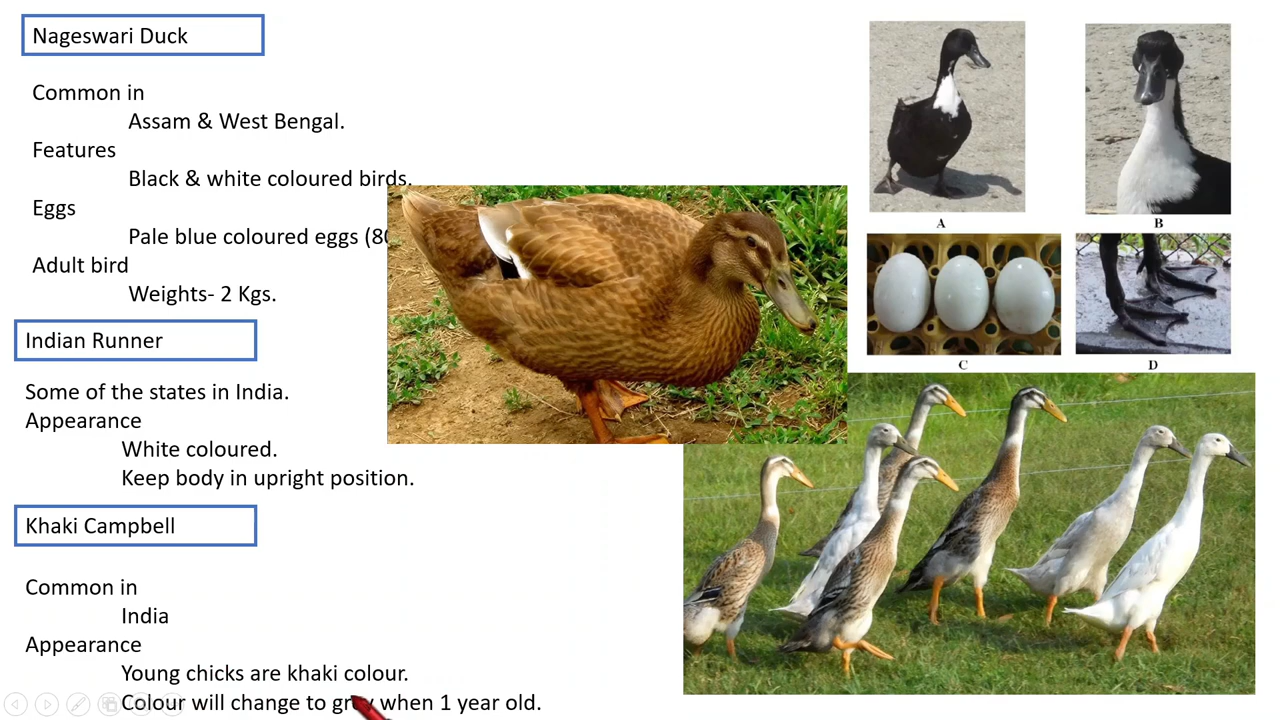 Nageswari Duck
Common in
Assam & West Bengal.
Features
Black & white coloured birds.
Eggs
Pale blue coloured eggs
Adult bird
Weights- 2 Kgs.
Indian Runner
Some of the states in India.
Appearance
White coloured.
Keep body in upright position.
Khaki Campbell
Common in
India
Appearance
Young chicks are khaki colour.
Colour will change to when 1 year old.
A
B
C
D